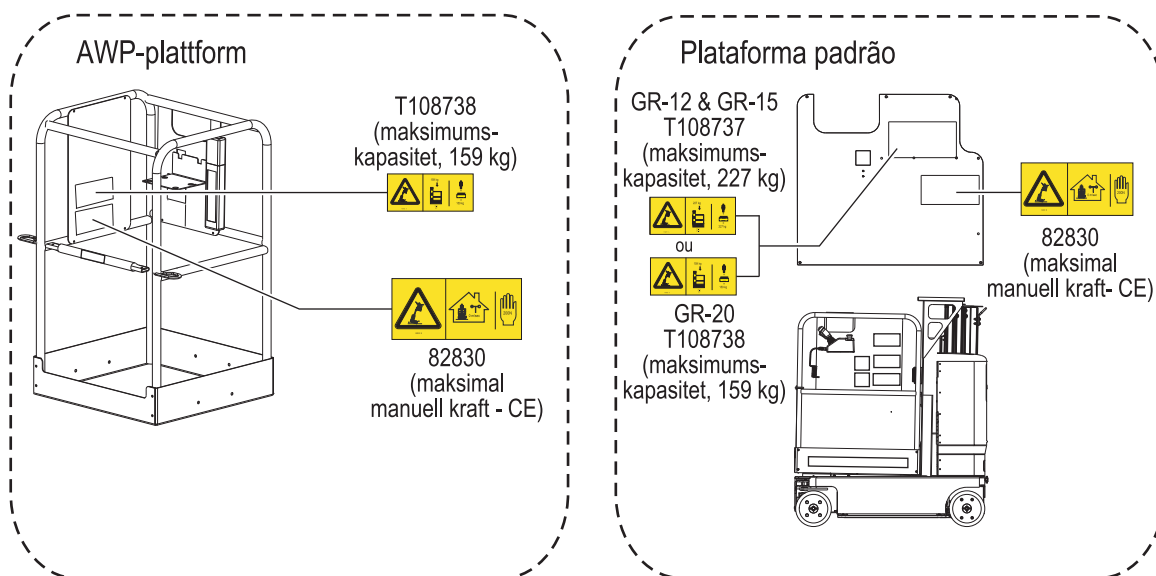 AWP-plattform
T108738
(maksimums-
kapasitet, 159 kg)
82830
(maksimal
manuell kraft - CE)
Plataforma padrão
GR-12 & GR-15
T108737
(maksimums-
kapasitet, 227 kg)
ou
GR-20
T108738
(maksimums-
kapasitet, 159 kg)
82830
(maksimal
manuell kraft- CE)